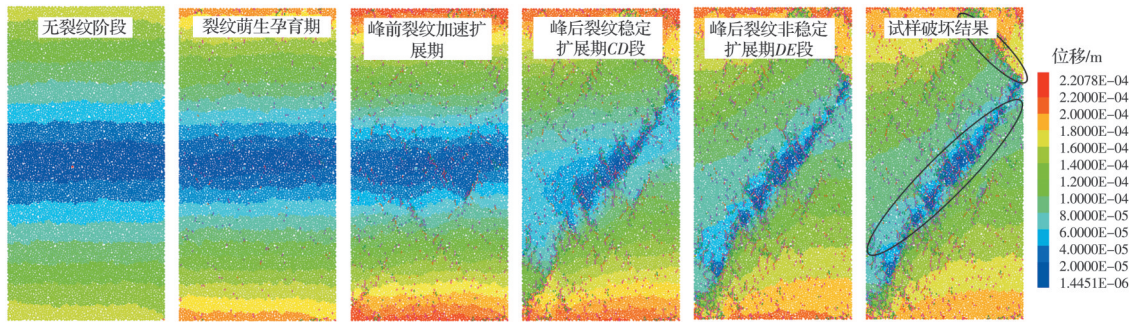 无裂纹阶段
裂纹萌生孕育期
峰前裂纹加速扩
展期
峰后裂纹稳定
扩展期CD段
峰后裂纹非稳定
扩展期DE段
试样破坏结果
位移/m
2.2078E-04
2.2000E-04
2.0000E-04
1.8000E-04
1.6000E-04
1.4000E-04
1.2000E-04
1.0000E-04
8.0000E-05
6.0000E-05
4.0000E-05
2.0000E-05
1.4451E-06